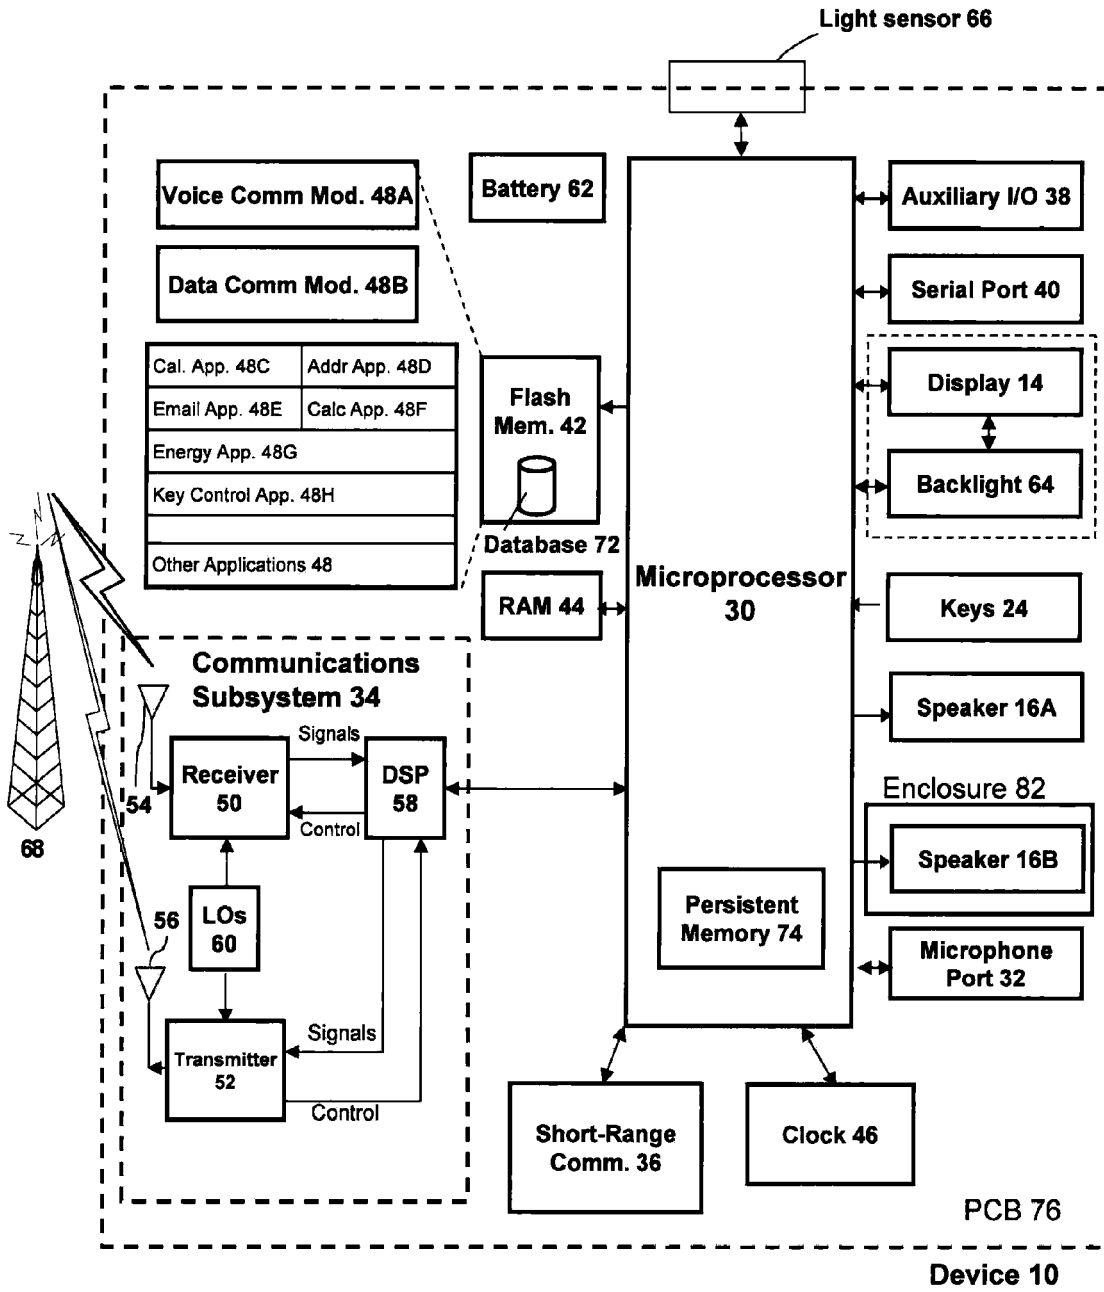 Light sensor 66
Voice Comm Mod. 48A
Data Comm Mod. 48B
Battery 62
Auxiliary I/O 38
Serial Port 40
Display 14
Backlight 64
Cal. App. 48C
Addr App. 48D
Email App. 48E
Calc App. 48F
Energy App. 48G
Key Control App. 48H
Other Applications 48
Flash
Mem. 42
Database 72
RAM 44
Microprocessor
30
Keys 24
Speaker 16A
Enclosure 82
Speaker 16B
Microphone
Port 32
Persistent
Memory 74
Communications
Subsystem 34
Signals
Receiver
50
DSP
58
Control
54
68
56
LOs
60
Signals
Transmitter
52
Control
Short-Range
Comm. 36
Clock 46
PCB 76
Device 10